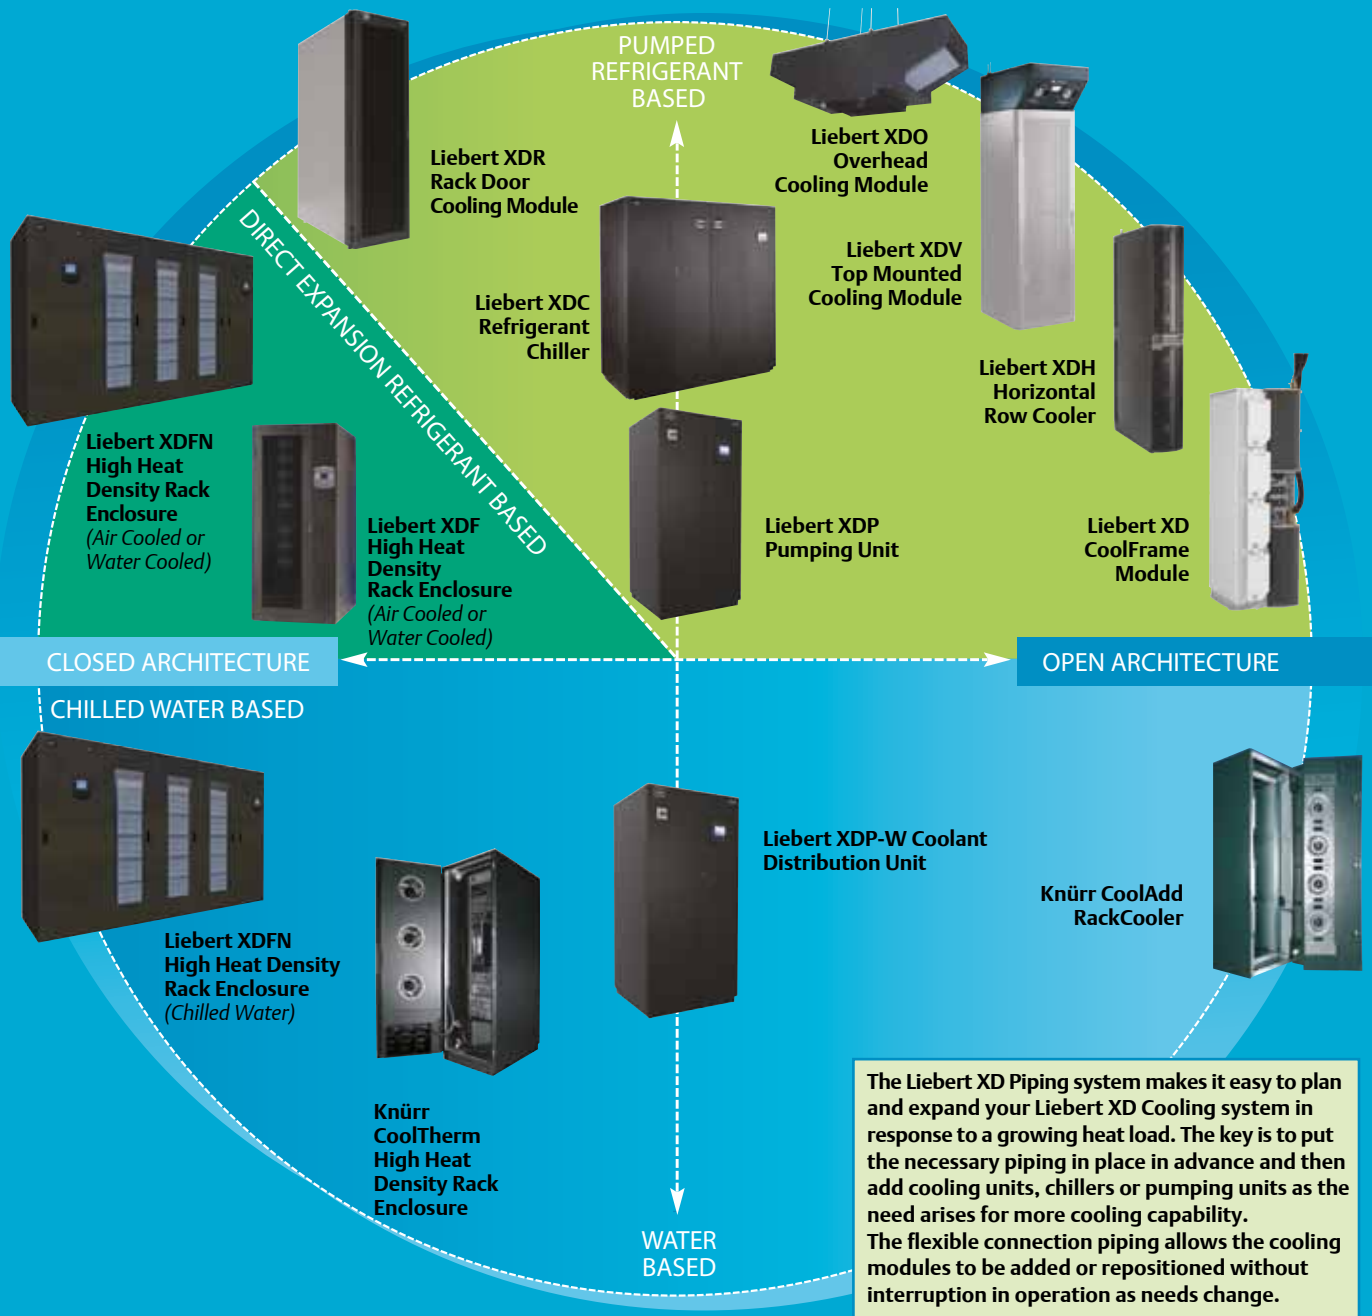 PUMPED
REFRIGERANT
BASED
Liebert XDR
Rack Door
Cooling Module
Liebert XDO
Overhead
Cooling Module
DIRECT EXPANSION REFRIGERANT BASED
Liebert XDC
Refrigerant
Chiller
Liebert XDV
Top Mounted
Cooling Module
Liebert XDH
Horizontal
Row Cooler
Liebert XDFN
High Heat
Density Rack
Enclosure
(Air Cooled or
Water Cooled)
Liebert XDF
High Heat
Density
Rack Enclosure
(Air Cooled or
Water Cooled)
Liebert XDP
Pumping Unit
Liebert XD
CoolFrame
Module
CLOSED ARCHITECTURE
OPEN ARCHITECTURE
CHILLED WATER BASED
Liebert XDP-W Coolant
Distribution Unit
Knürr CoolAdd
RackCooler
Liebert XDFN
High Heat Density
Rack Enclosure
(Chilled Water)
Knürr
CoolTherm
High Heat
Density Rack
Enclosure
WATER
BASED
The Liebert XD Piping system makes it easy to plan
and expand your Liebert XD Cooling system in
response to a growing heat load. The key is to put
the necessary piping in place in advance and then
add cooling units, chillers or pumping units as the
need arises for more cooling capability.
The flexible connection piping allows the cooling
modules to be added or repositioned without
interruption in operation as needs change.